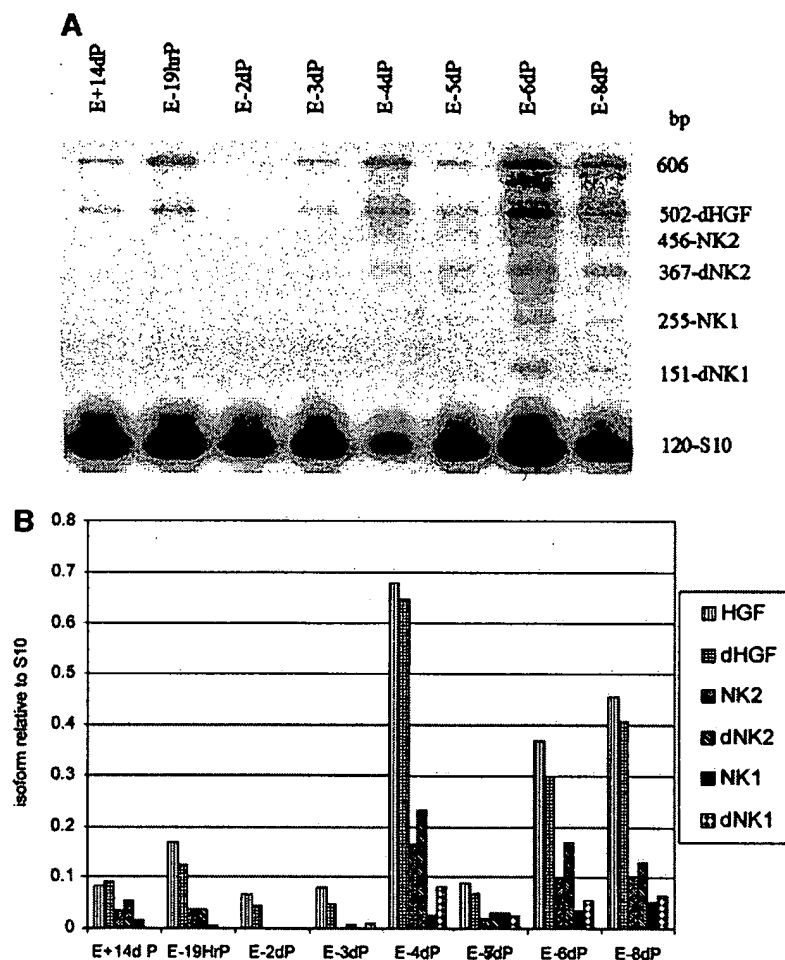 A
E+14dP
E-19hrP
E-2dP
E-3dP
E-4dP
E-5dP
E-6dP
E-8dP
bp
606
502-dHGF
456-NK2
367-dNK2
255-NK1
151-dNK1
120-S10
B
isoform relative to S10
0.8
0.7
0.6
0.5
0.4
0.3
0.2
0.1
0
E+14d P
E-19HrP
E-2dP
E-3dP
E-4dP
E-5dP
E-6dP
E-8dP
HGF
dHGF
NK2
dNK2
NK1
dNK1